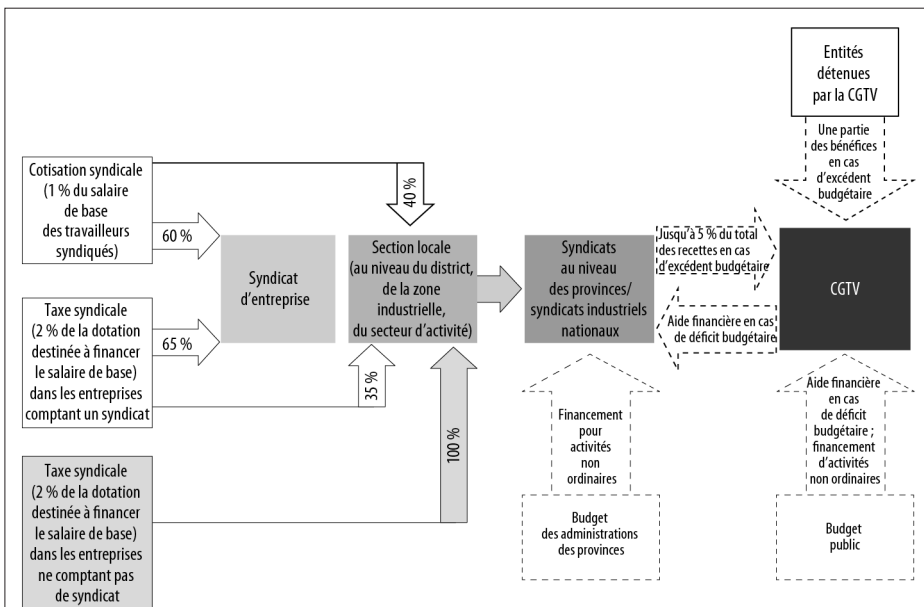 Entités
détenues
par la CGTV
Une partie
des bénéfices
en cas
d'excédent
budgétaire
Cotisation syndicale
(1 % du salaire
de base
des travailleurs
syndiqués)
60 %
40 %
Syndicat
d'entreprise
Section locale
(au niveau du district,
de la zone
industrielle,
du secteur d'activité)
Syndicats
au niveau
des provinces/
syndicats industriels
nationaux
Jusqu'à 5 % du total
des recettes en cas
d'excédent budgétaire
Aide financière en cas
de déficit budgétaire
CGTV
Taxe syndicale
(2 % de la dotation
destinée à financer
le salaire de base)
dans les entreprises
comptant un syndicat
65 %
35 %
100 %
Financement
pour
activités
non
ordinaires
Aide financière
en cas
de déficit
budgétaire ;
financement
d'activités
non ordinaires
Taxe syndicale
(2 % de la dotation
destinée à financer
le salaire de base)
dans les entreprises
ne comptant pas
de syndicat
Budget
des administrations
des provinces
Budget
public